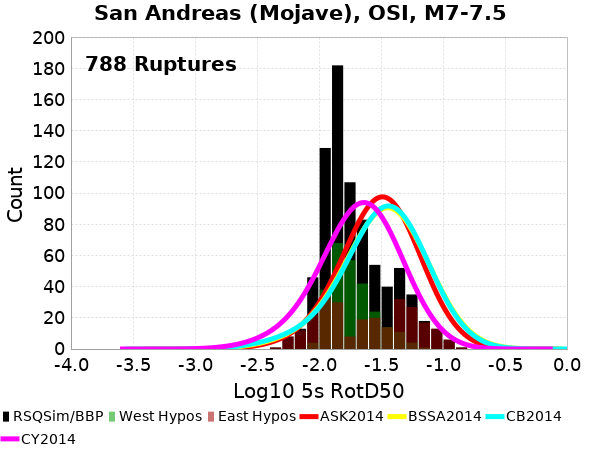 San Andreas (Mojave), OSI, M7-7.5
788 Ruptures
Count
200
180
160
140
120
100
80
60
40
20
0
-4.0 -3.5 -3.0 -2.5 -2.0 -1.5 -1.0 -0.5 0.0
Log10 5s RotD50
RSQSim/BBP West Hypos East Hypos ASK2014 BSSA2014 CB2014
CY2014